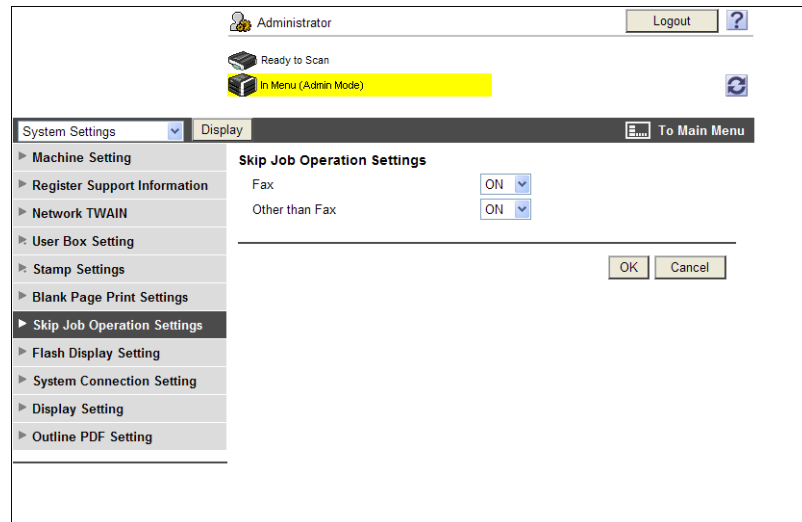 Administrator
Logout
?
Ready to Scan
In Menu (Admin Mode)
System Settings
Display
To Main Menu
Machine Setting
Register Support Information
Network TWAIN
User Box Setting
Stamp Settings
Blank Page Print Settings
Skip Job Operation Settings
Flash Display Setting
System Connection Setting
Display Setting
Outline PDF Setting
Skip Job Operation Settings
Fax ON
Other than Fax ON
OK Cancel